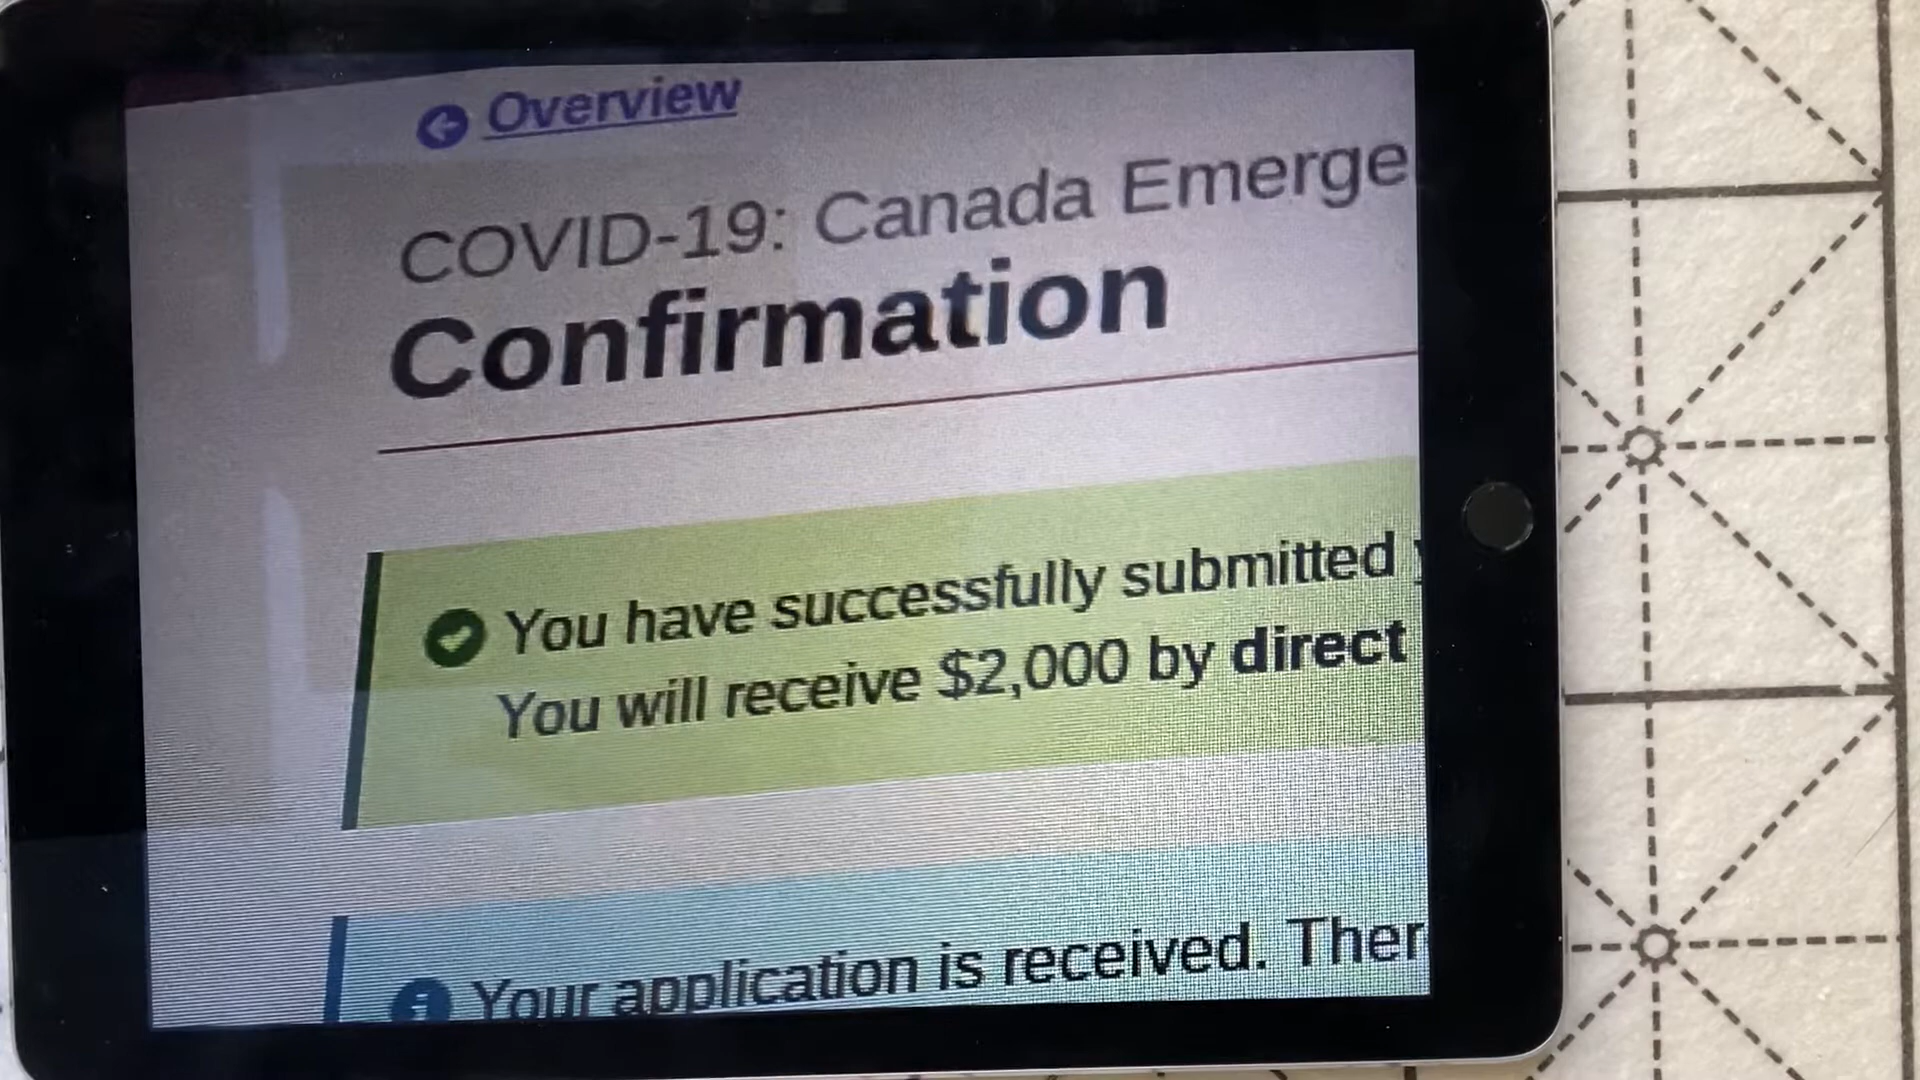 Overview
COVID-19: Canada Emerge
Confirmation
You have successfully submitted
You will receive $2,000 by direct
Your application is received. Ther